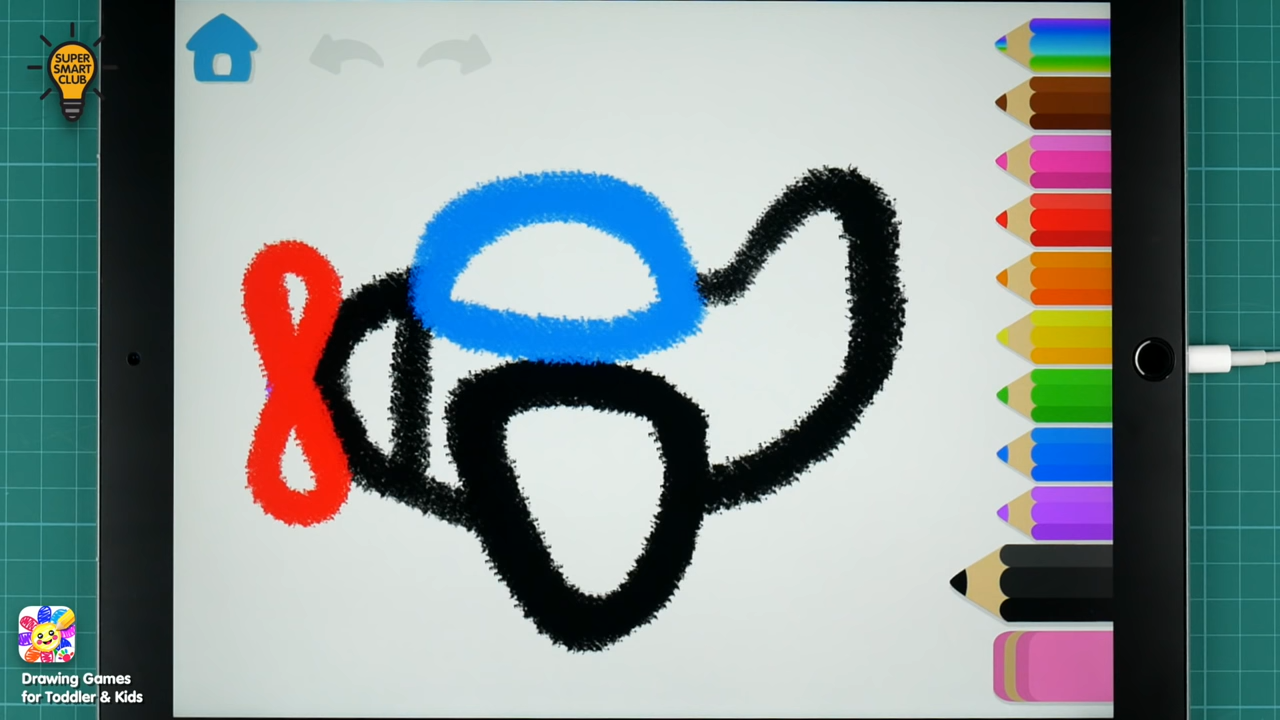 SUPER
SMART
CLUB
Drawing Games
for Toddler & Kids